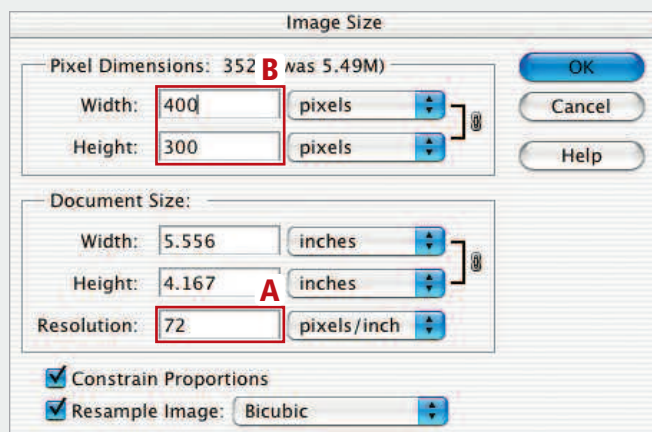 Image Size
Pixel Dimensions: 352 B was 5.49M)
Width: 400 pixels
Height: 300 pixels
OK
Cancel
Help
Document Size:
Width: 5.556 inches
Height: 4.167 inches
A
Resolution: 72 pixels/inch
Constrain Proportions
Resample Image: Bicubic